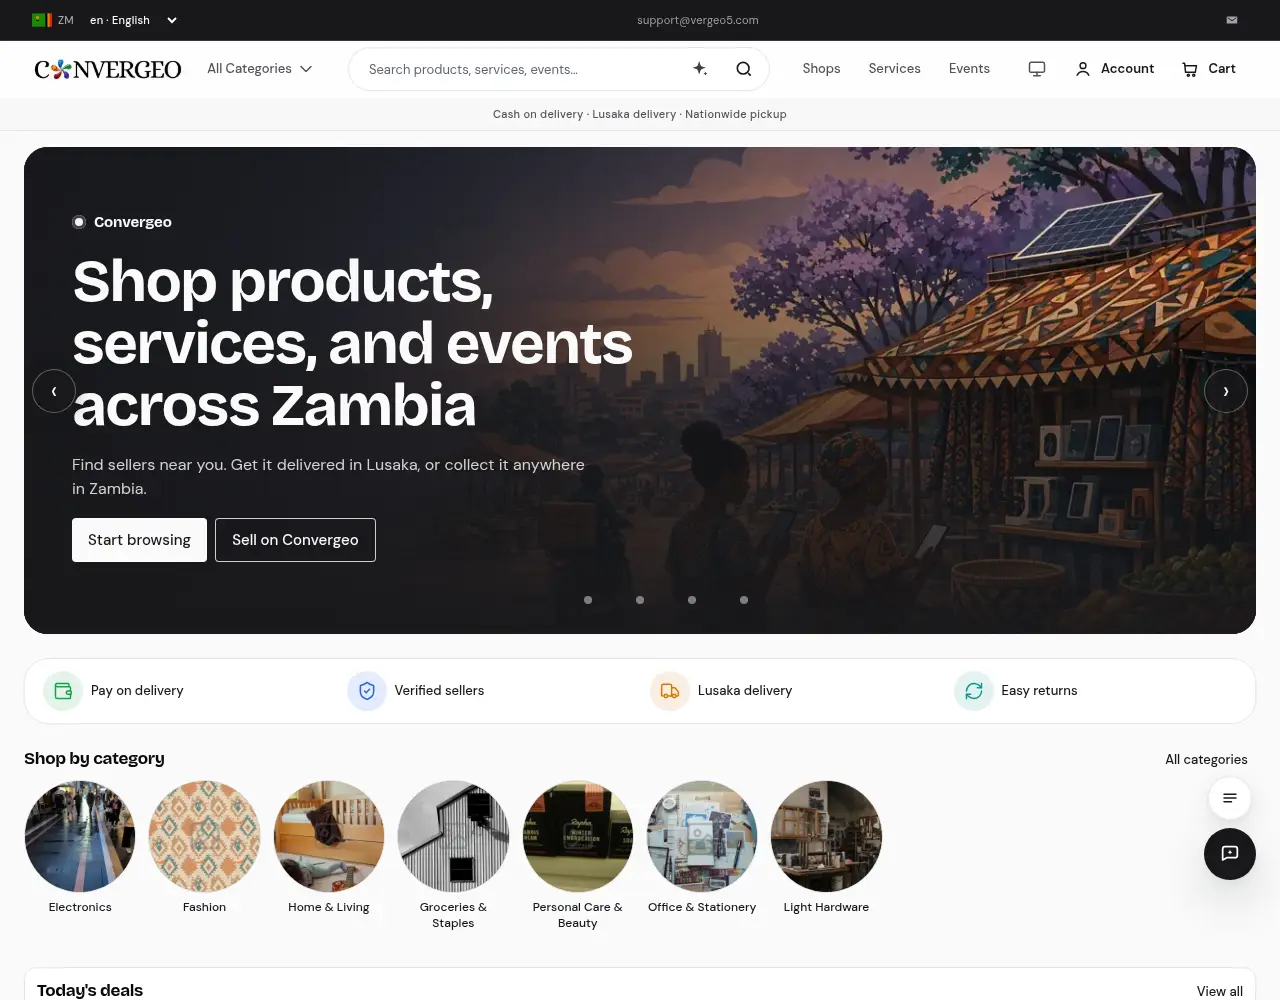 ZM
en · English
support@vergeo5.com
CONVERGEO
All Categories
Search products, services, events...
Shops
Services
Events
Account
Cart
Cash on delivery · Lusaka delivery · Nationwide pickup
Convergeo
Shop products,
services, and events
across Zambia
Find sellers near you. Get it delivered in Lusaka, or collect it anywhere
in Zambia.
Start browsing
Sell on Convergeo
Pay on delivery
Verified sellers
Lusaka delivery
Easy returns
Shop by category
All categories
Electronics
Fashion
Home & Living
Groceries &
Staples
Personal Care &
Beauty
Office & Stationery
Light Hardware
Today's deals
View all